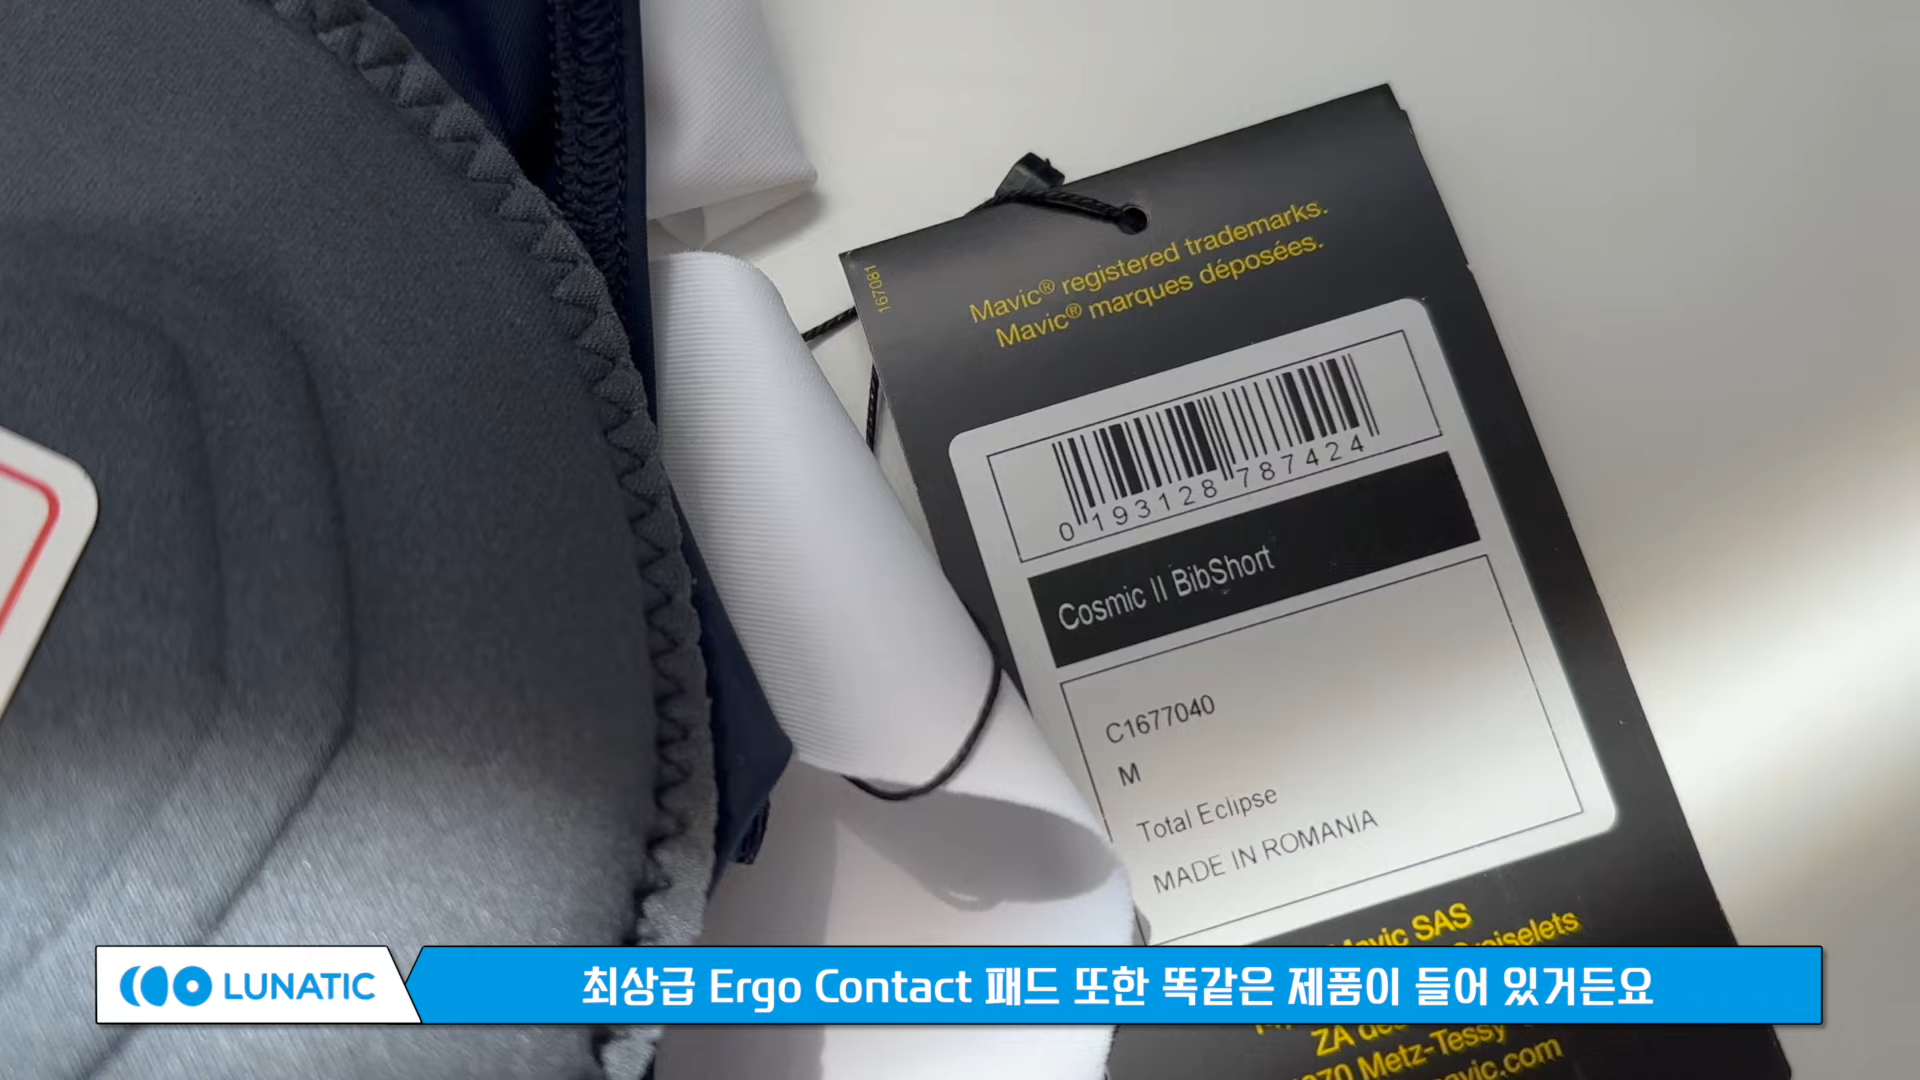 167081
Mavic® registered trademarks.
Mavic® marques déposées.
0 193128 787424
Cosmic II BibShort
C1677040
M
Total Eclipse
MADE IN ROMANIA
SAS
LUNATIC
최상급 Ergo Contact 패드 또한 똑같은 제품이 들어 있거든요
ZA
Metz-Tessy